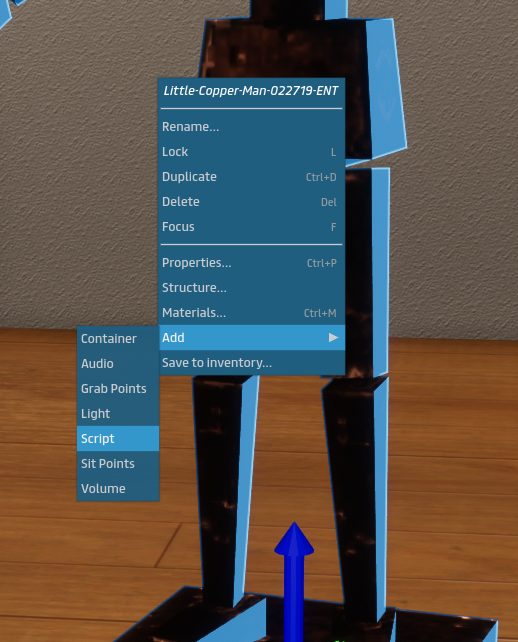 Little-Copper-Man-022719-ENT
Rename...
Lock L
Duplicate Ctrl+D
Delete Del
Focus F
Properties... Ctrl+P
Structure...
Materials... Ctrl+M
Add ▶
Save to inventory...
Container
Audio
Grab Points
Light
Script
Sit Points
Volume